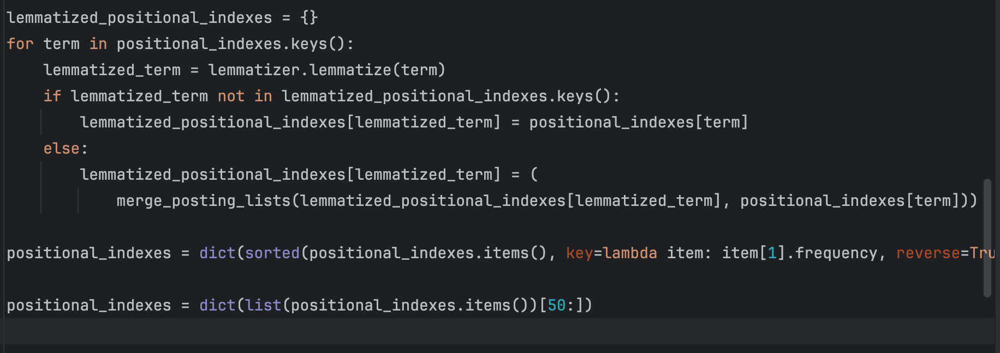 lemmatized_positional_indexes = {}
for term in positional_indexes.keys():
    lemmatized_term = lemmatizer.lemmatize(term)
    if lemmatized_term not in lemmatized_positional_indexes.keys():
        lemmatized_positional_indexes[lemmatized_term] = positional_indexes[term]
    else:
        lemmatized_positional_indexes[lemmatized_term] = (
            merge_posting_lists(lemmatized_positional_indexes[lemmatized_term], positional_indexes[term]))
positional_indexes = dict(sorted(positional_indexes.items(), key=lambda item: item[1].frequency, reverse=Tru
positional_indexes = dict(list(positional_indexes.items())[50:])